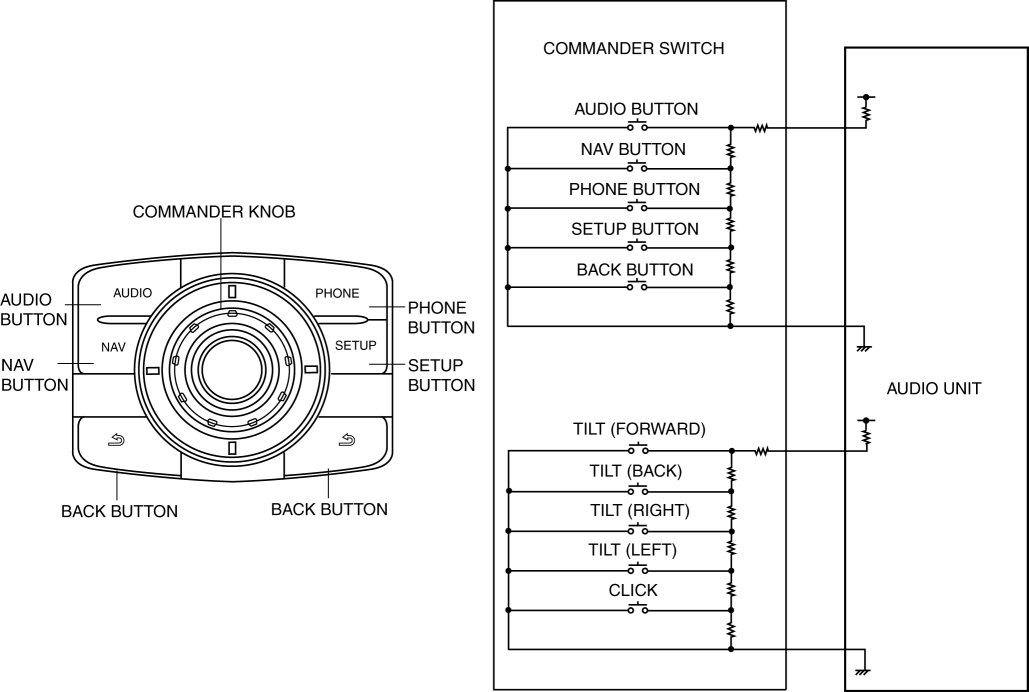 COMMANDER SWITCH
AUDIO BUTTON
NAV BUTTON
PHONE BUTTON
SETUP BUTTON
BACK BUTTON
COMMANDER KNOB
AUDIO
PHONE
NAV
SETUP
AUDIO
BUTTON
NAV
BUTTON
PHONE
BUTTON
SETUP
BUTTON
BACK BUTTON
BACK BUTTON
AUDIO UNIT
TILT (FORWARD)
TILT (BACK)
TILT (RIGHT)
TILT (LEFT)
CLICK